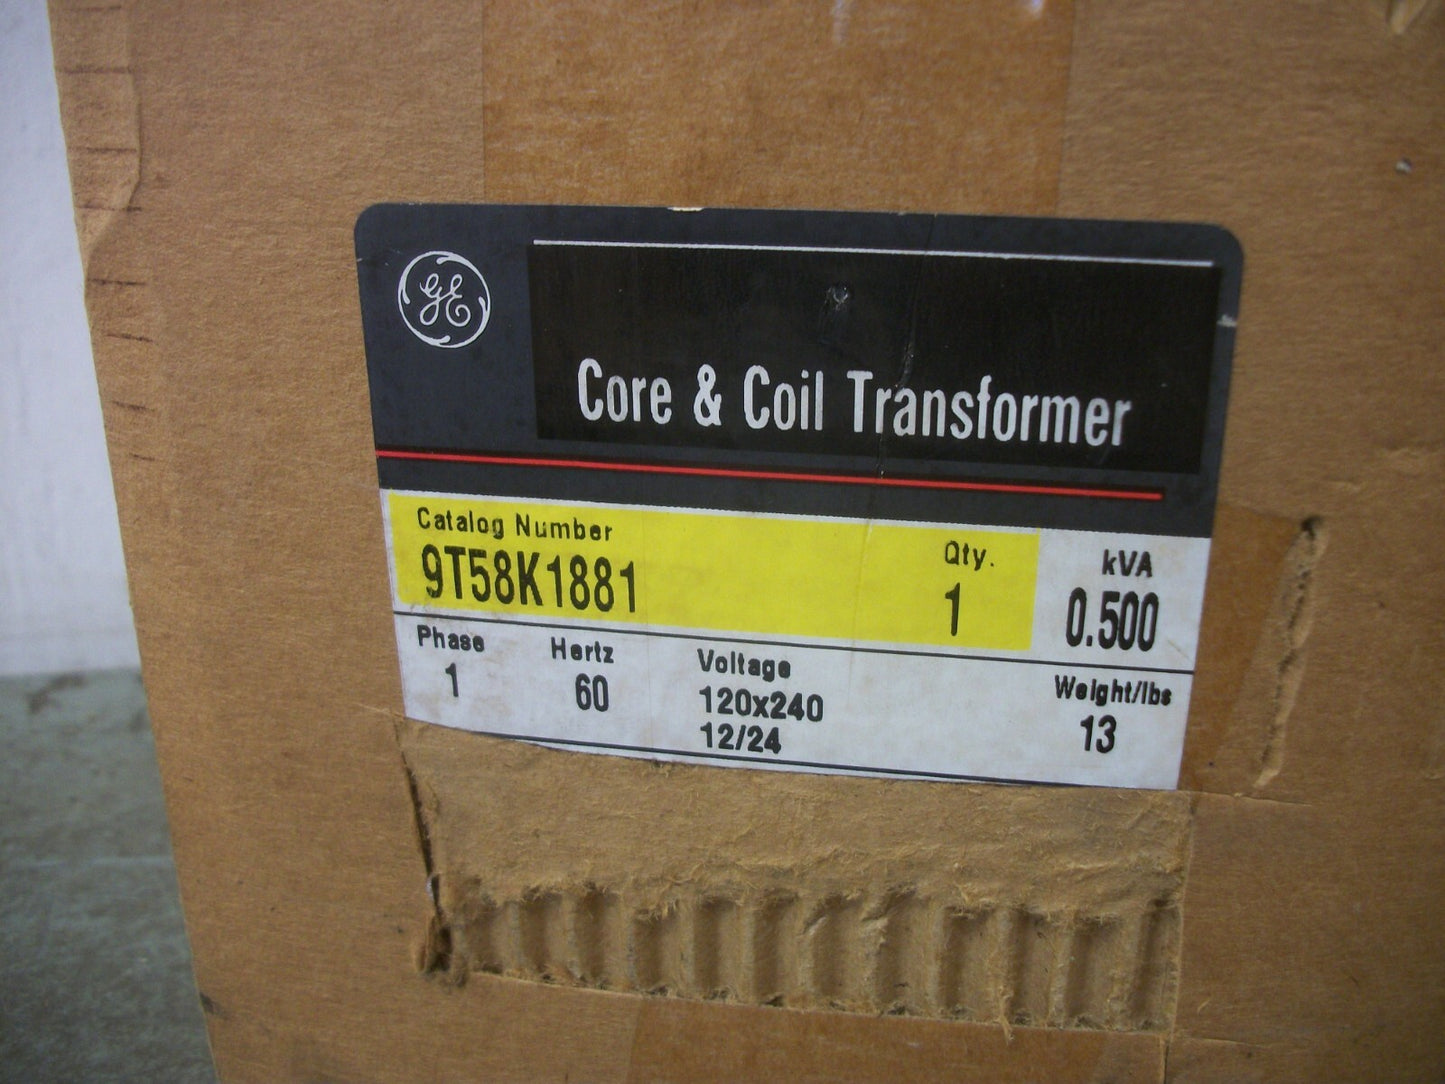 GE
Core & Coil Transformer
Catalog Number Qty. kVA
9T58K1881 1 0.500
Phase Hertz Voltage Weight/lbs
1 60 120x240 13
12/24